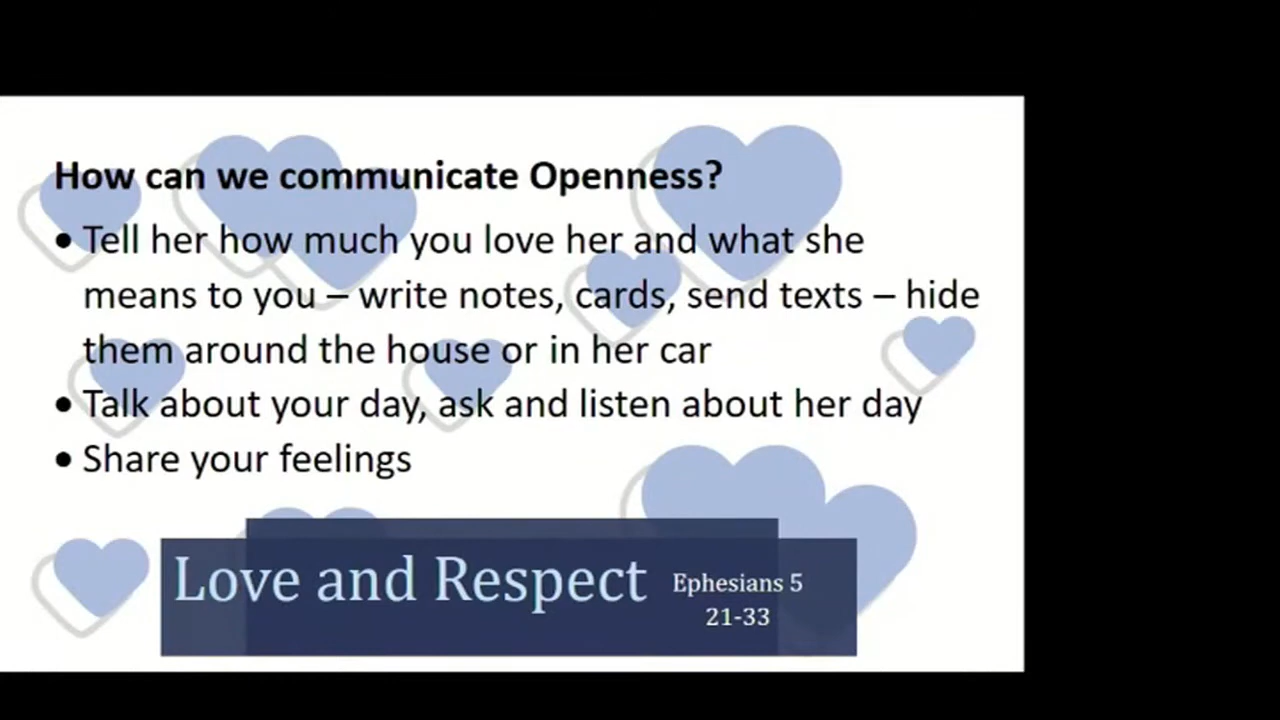 How can we communicate Openness?
• Tell her how much you love her and what she
means to you – write notes, cards, send texts – hide
them around the house or in her car
• Talk about your day, ask and listen about her day
• Share your feelings
Love and Respect
Ephesians 5
21-33